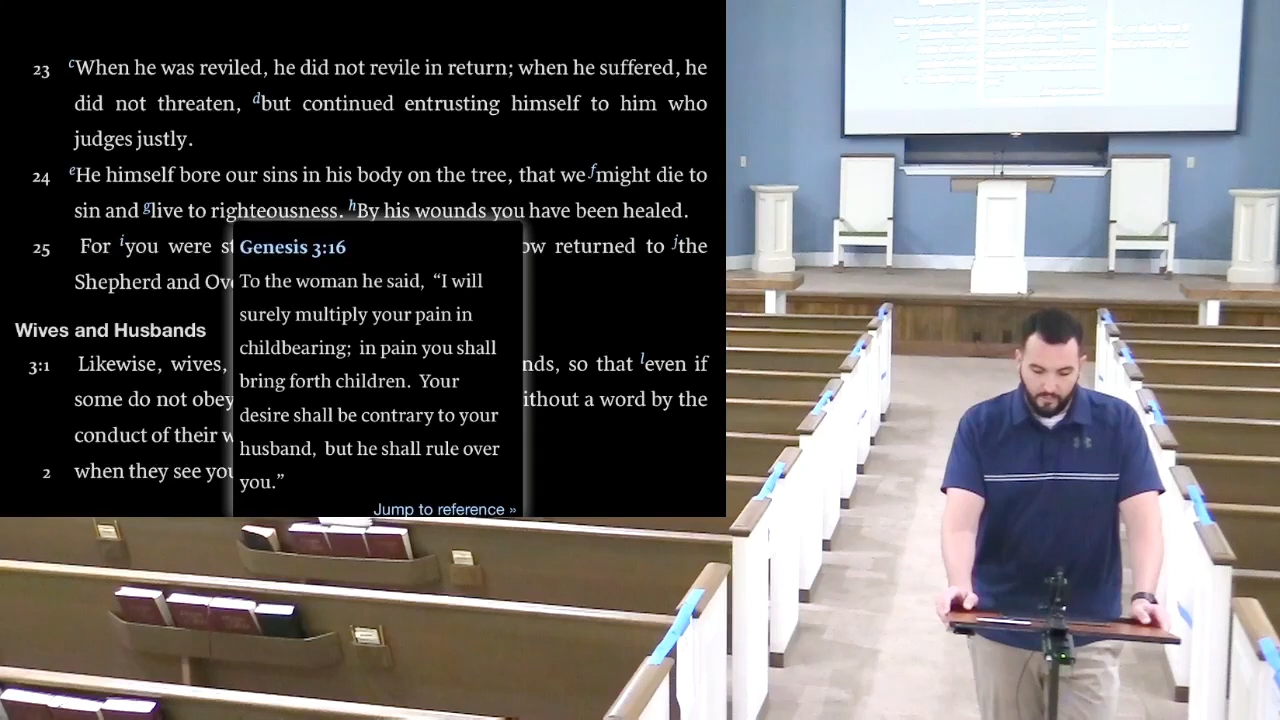 23 cWhen he was reviled, he did not revile in return; when he suffered, he
did not threaten, dbut continued entrusting himself to him who
judges justly.
24 eHe himself bore our sins in his body on the tree, that we fmight die to
sin and glive to righteousness. hBy his wounds you have been healed.
25 For iyou were st ow returned to jthe
Shepherd and Ove
Genesis 3:16
To the woman he said, “I will
surely multiply your pain in
childbearing; in pain you shall
bring forth children. Your
desire shall be contrary to your
husband, but he shall rule over
you.”
Jump to reference »
Wives and Husbands
3:1 Likewise, wives, nds, so that leven if
some do not obey ithout a word by the
conduct of their w
2 when they see you